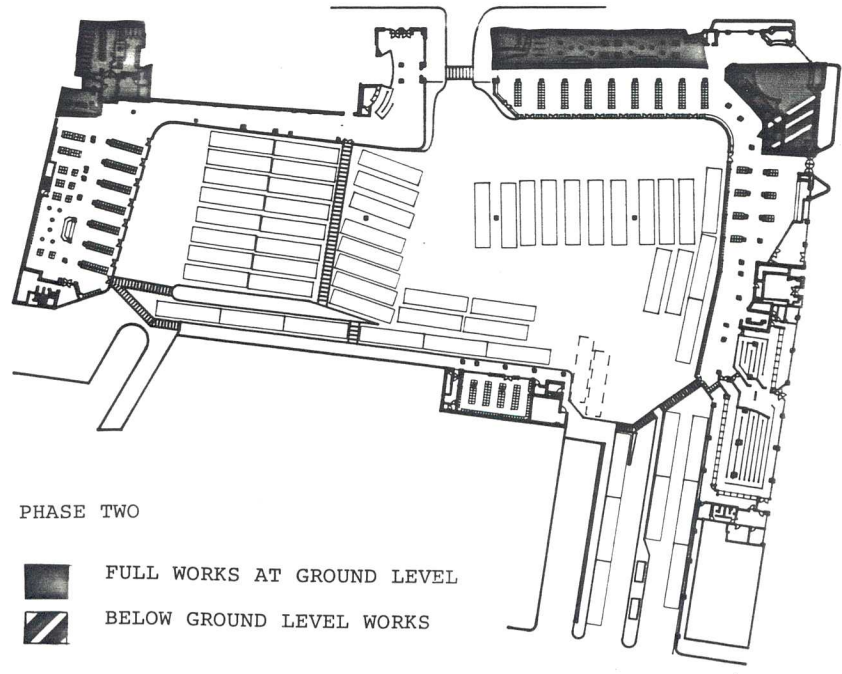 PHASE TWO
FULL WORKS AT GROUND LEVEL
BELOW GROUND LEVEL WORKS